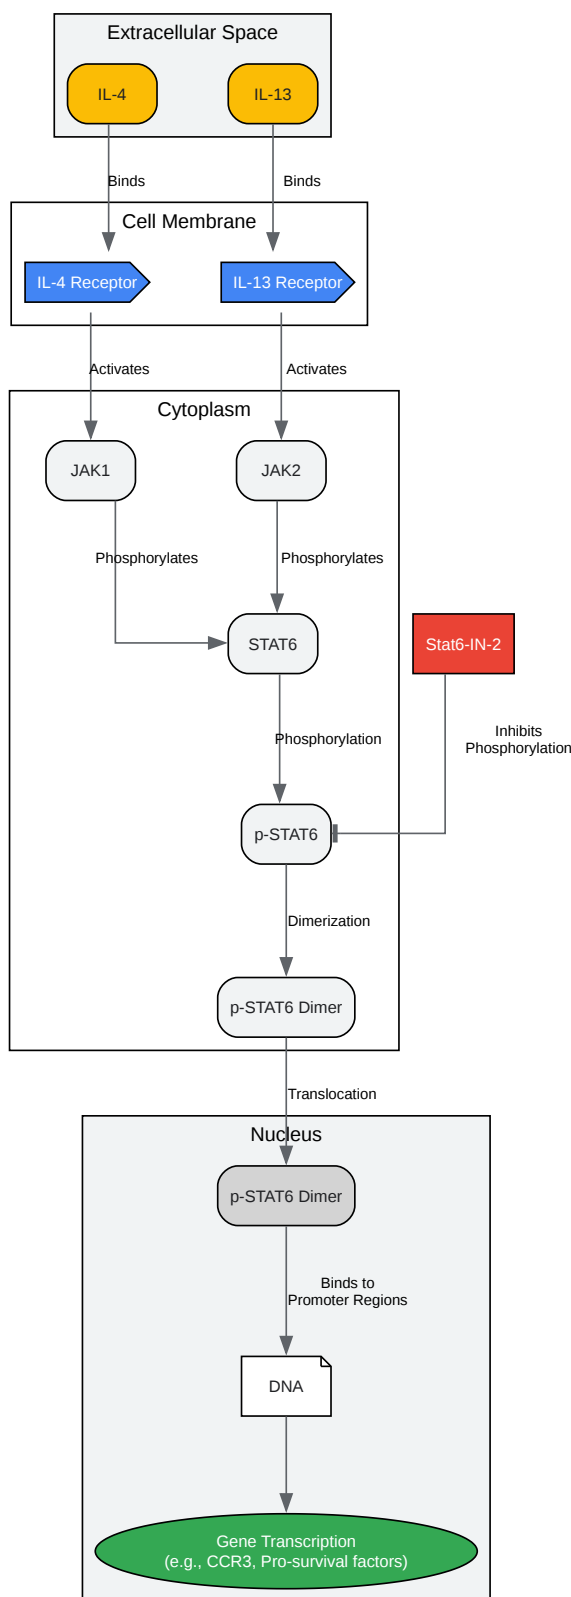 Extracellular Space
IL-4
IL-13
Binds
Binds
Cell Membrane
IL-4 Receptor
IL-13 Receptor
Activates
Activates
Cytoplasm
JAK1
JAK2
Phosphorylates
Phosphorylates
STAT6
Stat6-IN-2
Phosphorylation
Inhibits
Phosphorylation
p-STAT6
Dimerization
p-STAT6 Dimer
Translocation
Nucleus
p-STAT6 Dimer
Binds to
Promoter Regions
DNA
Gene Transcription
(e.g., CCR3, Pro-survival factors)